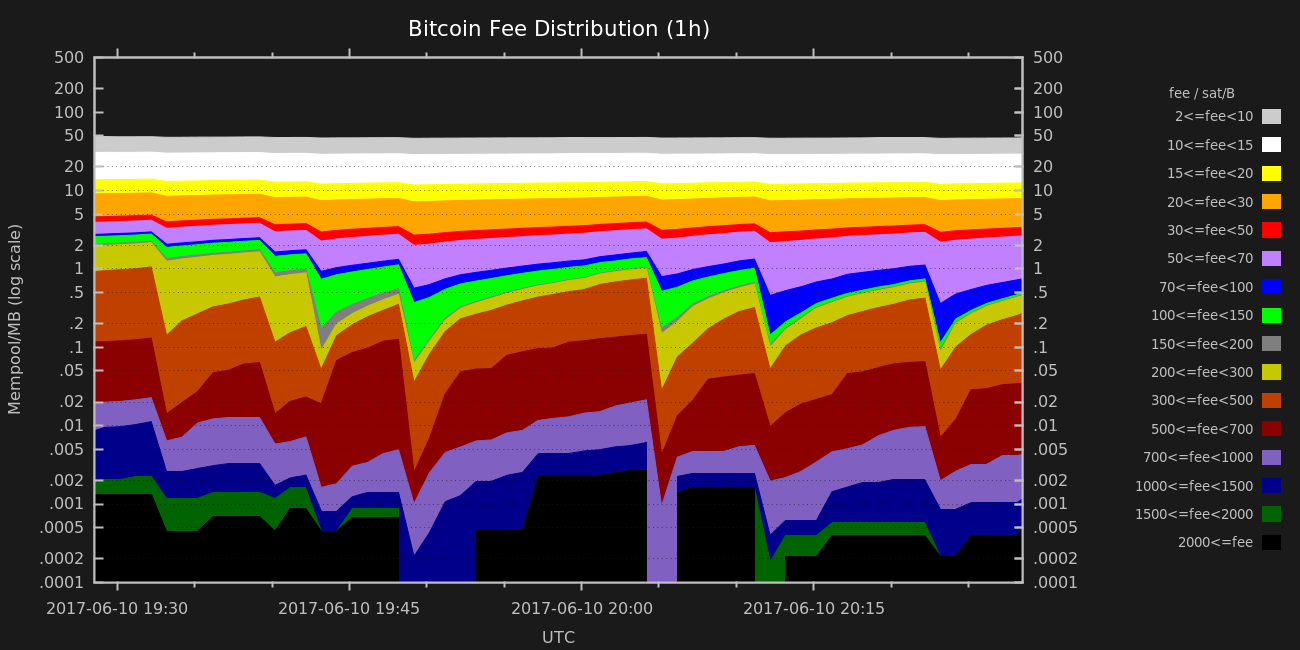 Bitcoin Fee Distribution (1h)
Mempool/MB (log scale)
500
200
100
50
20
10
5
2
1
.5
.2
.1
.05
.02
.01
.005
.002
.001
.0005
.0002
.0001
500
200
100
50
20
10
5
2
1
.5
.2
.1
.05
.02
.01
.005
.002
.001
.0005
.0002
.0001
2017-06-10 19:30
2017-06-10 19:45
2017-06-10 20:00
2017-06-10 20:15
UTC
fee / sat/B
2<=fee<10
10<=fee<15
15<=fee<20
20<=fee<30
30<=fee<50
50<=fee<70
70<=fee<100
100<=fee<150
150<=fee<200
200<=fee<300
300<=fee<500
500<=fee<700
700<=fee<1000
1000<=fee<1500
1500<=fee<2000
2000<=fee